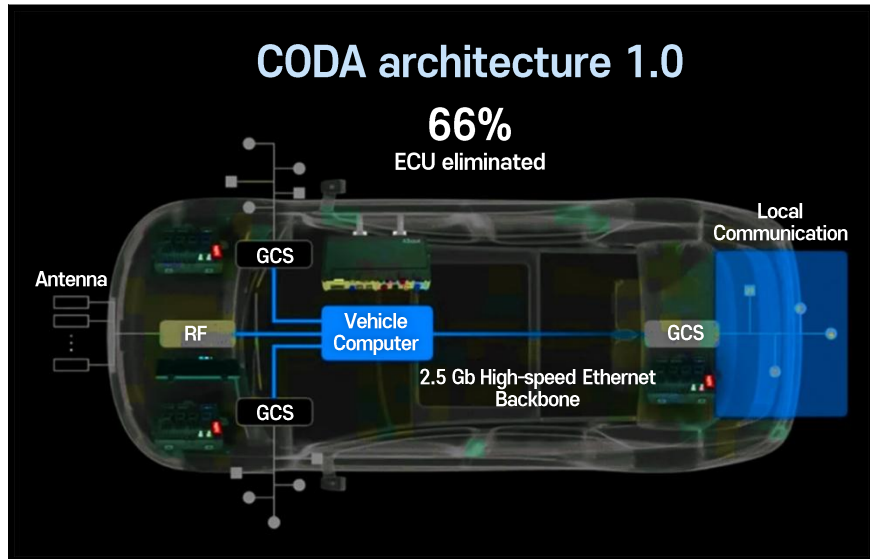 CODA architecture 1.0
66%
ECU eliminated
Local
Communication
GCS
Antenna
RF
Vehicle
Computer
GCS
2.5 Gb High-speed Ethernet
Backbone
GCS